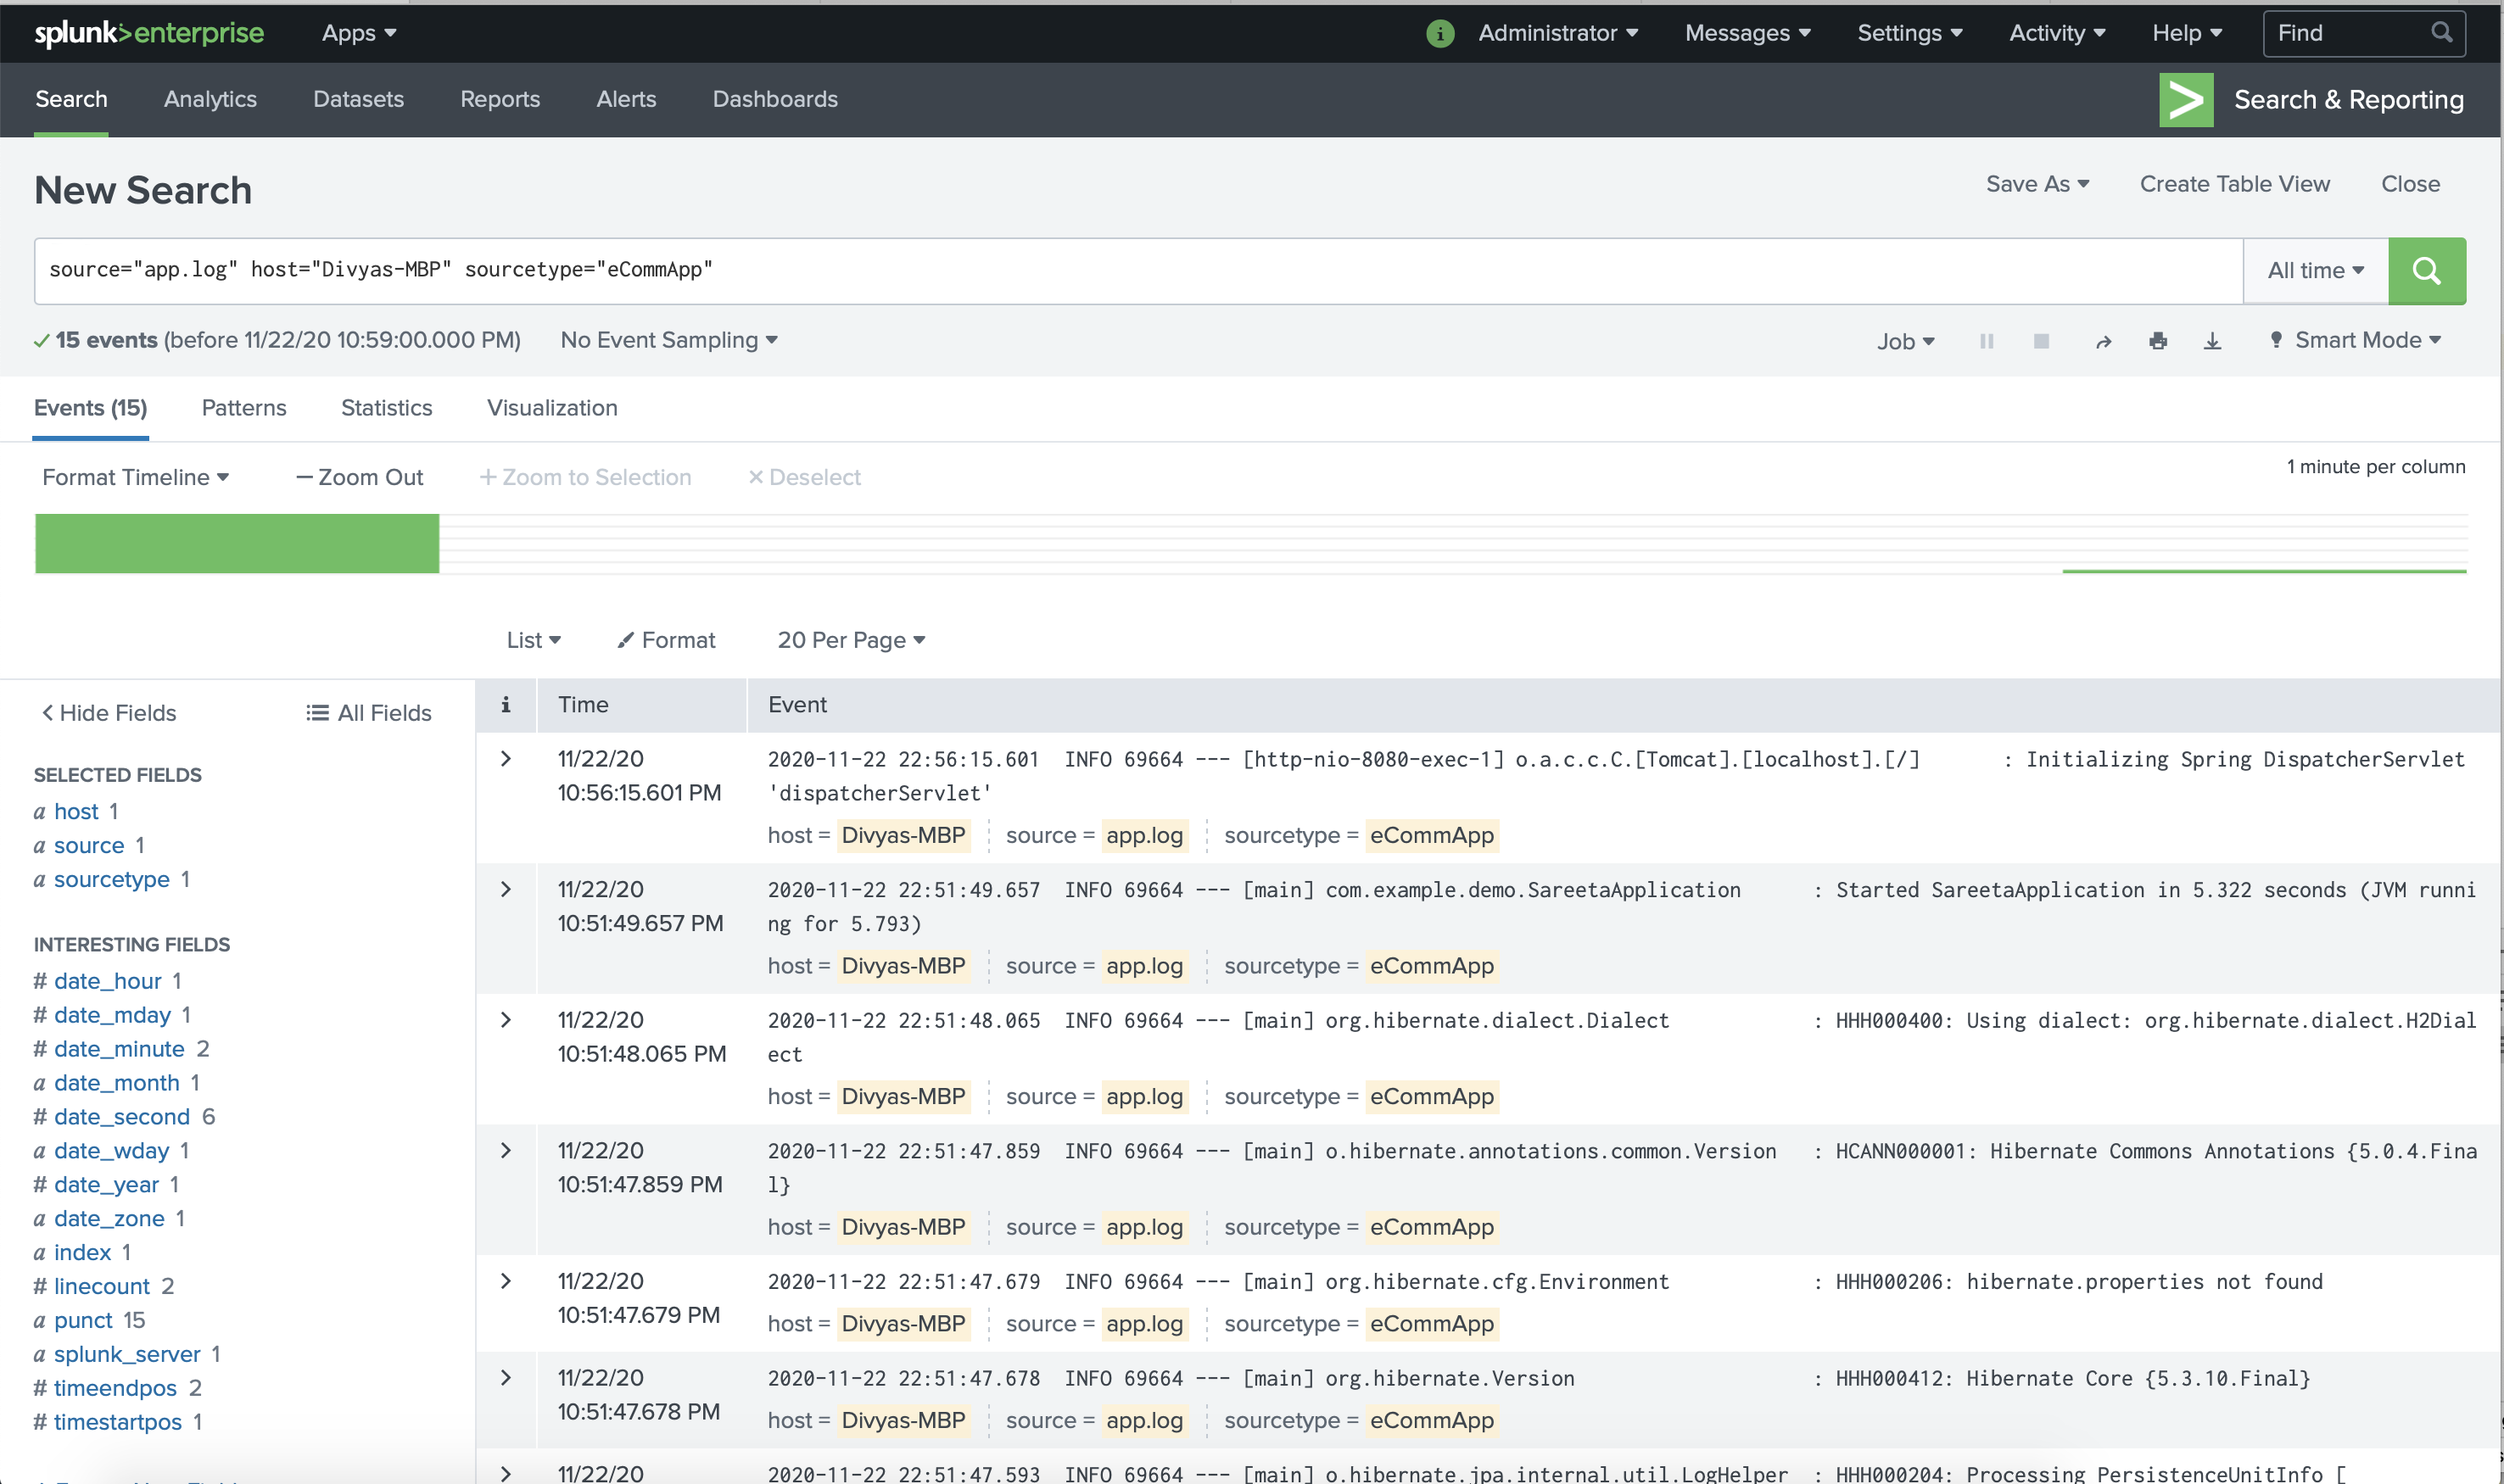 splunk>enterprise Apps Administrator Messages Settings Activity Help Find
Search Analytics Datasets Reports Alerts Dashboards Search & Reporting
New Search Save As Create Table View Close
source="app.log" host="Divyas-MBP" sourcetype="eCommApp" All time
15 events (before 11/22/20 10:59:00.000 PM) No Event Sampling Job Smart Mode
Events (15) Patterns Statistics Visualization
Format Timeline — Zoom Out + Zoom to Selection × Deselect 1 minute per column
List Format 20 Per Page
< Hide Fields All Fields
SELECTED FIELDS
a host 1
a source 1
a sourcetype 1
INTERESTING FIELDS
# date_hour 1
# date_mday 1
# date_minute 2
a date_month 1
# date_second 6
a date_wday 1
# date_year 1
a date_zone 1
a index 1
# linecount 2
a punct 15
a splunk_server 1
# timeendpos 2
# timestartpos 1
i Time Event
11/22/20 2020-11-22 22:56:15.601 INFO 69664 --- [http-nio-8080-exec-1] o.a.c.c.C.[Tomcat].[localhost].[/] : Initializing Spring DispatcherServlet
10:56:15.601 PM 'dispatcherServlet'
host = Divyas-MBP source = app.log sourcetype = eCommApp
11/22/20 2020-11-22 22:51:49.657 INFO 69664 --- [main] com.example.demo.SareetaApplication : Started SareetaApplication in 5.322 seconds (JVM runni
10:51:49.657 PM ng for 5.793)
host = Divyas-MBP source = app.log sourcetype = eCommApp
11/22/20 2020-11-22 22:51:48.065 INFO 69664 --- [main] org.hibernate.dialect.Dialect : HHH000400: Using dialect: org.hibernate.dialect.H2Dial
10:51:48.065 PM ect
host = Divyas-MBP source = app.log sourcetype = eCommApp
11/22/20 2020-11-22 22:51:47.859 INFO 69664 --- [main] o.hibernate.annotations.common.Version : HCANN000001: Hibernate Commons Annotations {5.0.4.Fina
10:51:47.859 PM l}
host = Divyas-MBP source = app.log sourcetype = eCommApp
11/22/20 2020-11-22 22:51:47.679 INFO 69664 --- [main] org.hibernate.cfg.Environment : HHH000206: hibernate.properties not found
10:51:47.679 PM host = Divyas-MBP source = app.log sourcetype = eCommApp
11/22/20 2020-11-22 22:51:47.678 INFO 69664 --- [main] org.hibernate.Version : HHH000412: Hibernate Core {5.3.10.Final}
10:51:47.678 PM host = Divyas-MBP source = app.log sourcetype = eCommApp
11/22/20 2020-11-22 22:51:47.593 INFO 69664 --- [main] o.hibernate.jpa.internal.util.LogHelper : HHH000204: Processing PersistenceUnitInfo [